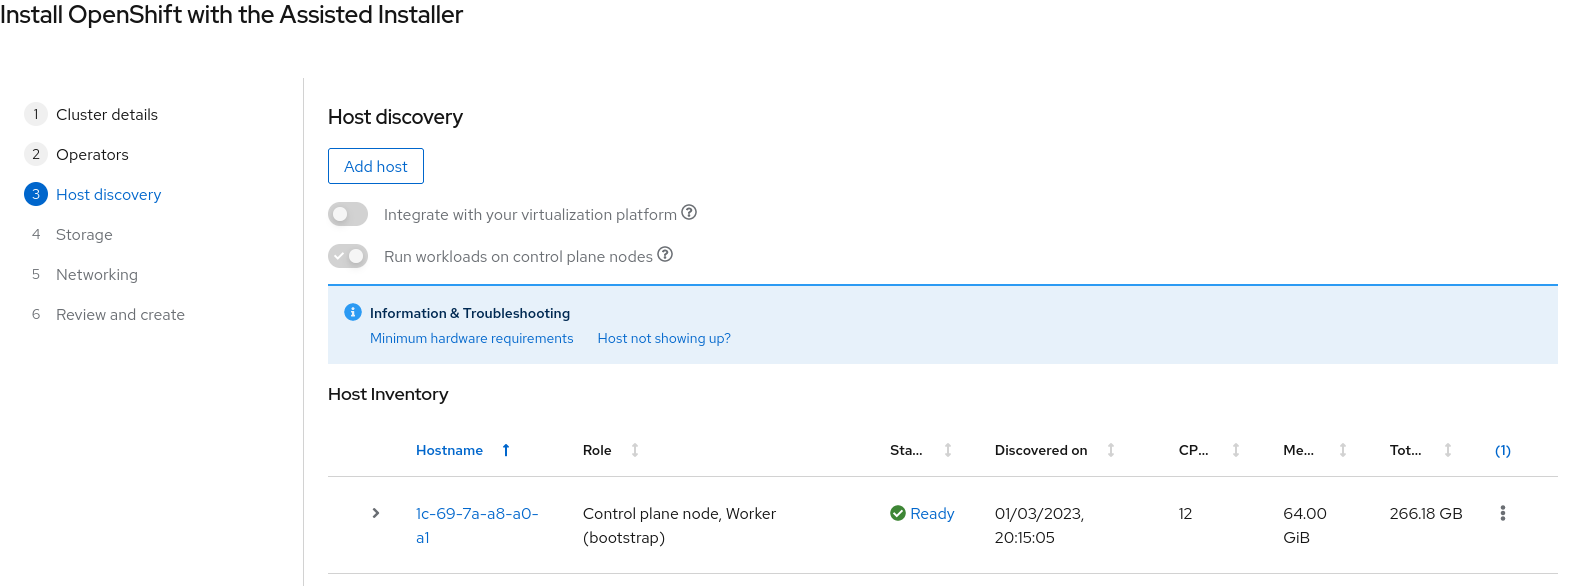 Install OpenShift with the Assisted Installer
1 Cluster details
2 Operators
3 Host discovery
4 Storage
5 Networking
6 Review and create
Host discovery
Add host
Integrate with your virtualization platform
Run workloads on control plane nodes
Information & Troubleshooting
Minimum hardware requirements Host not showing up?
Host Inventory
Hostname Role Sta... Discovered on CP... Me... Tot... (1)
1c-69-7a-a8-a0- Control plane node, Worker Ready 01/03/2023, 12 64.00 266.18 GB
a1 (bootstrap) 20:15:05 GiB